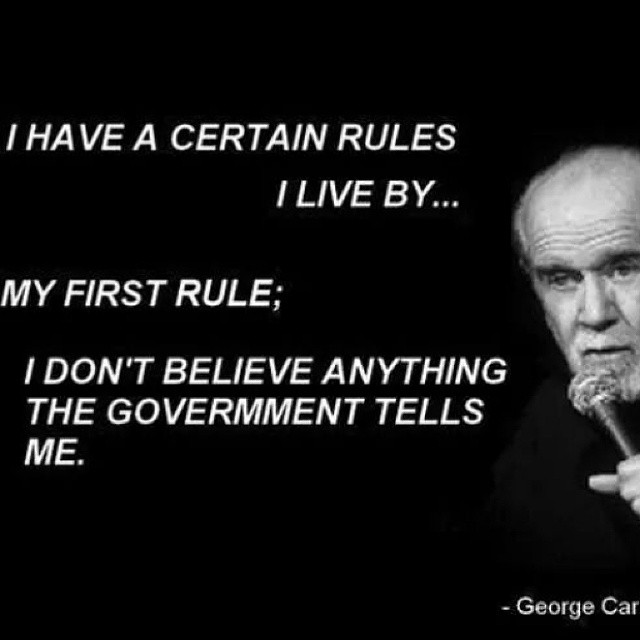 I HAVE A CERTAIN RULES
I LIVE BY...
MY FIRST RULE;
I DON'T BELIEVE ANYTHING
THE GOVERMMENT TELLS
ME.
- George Car